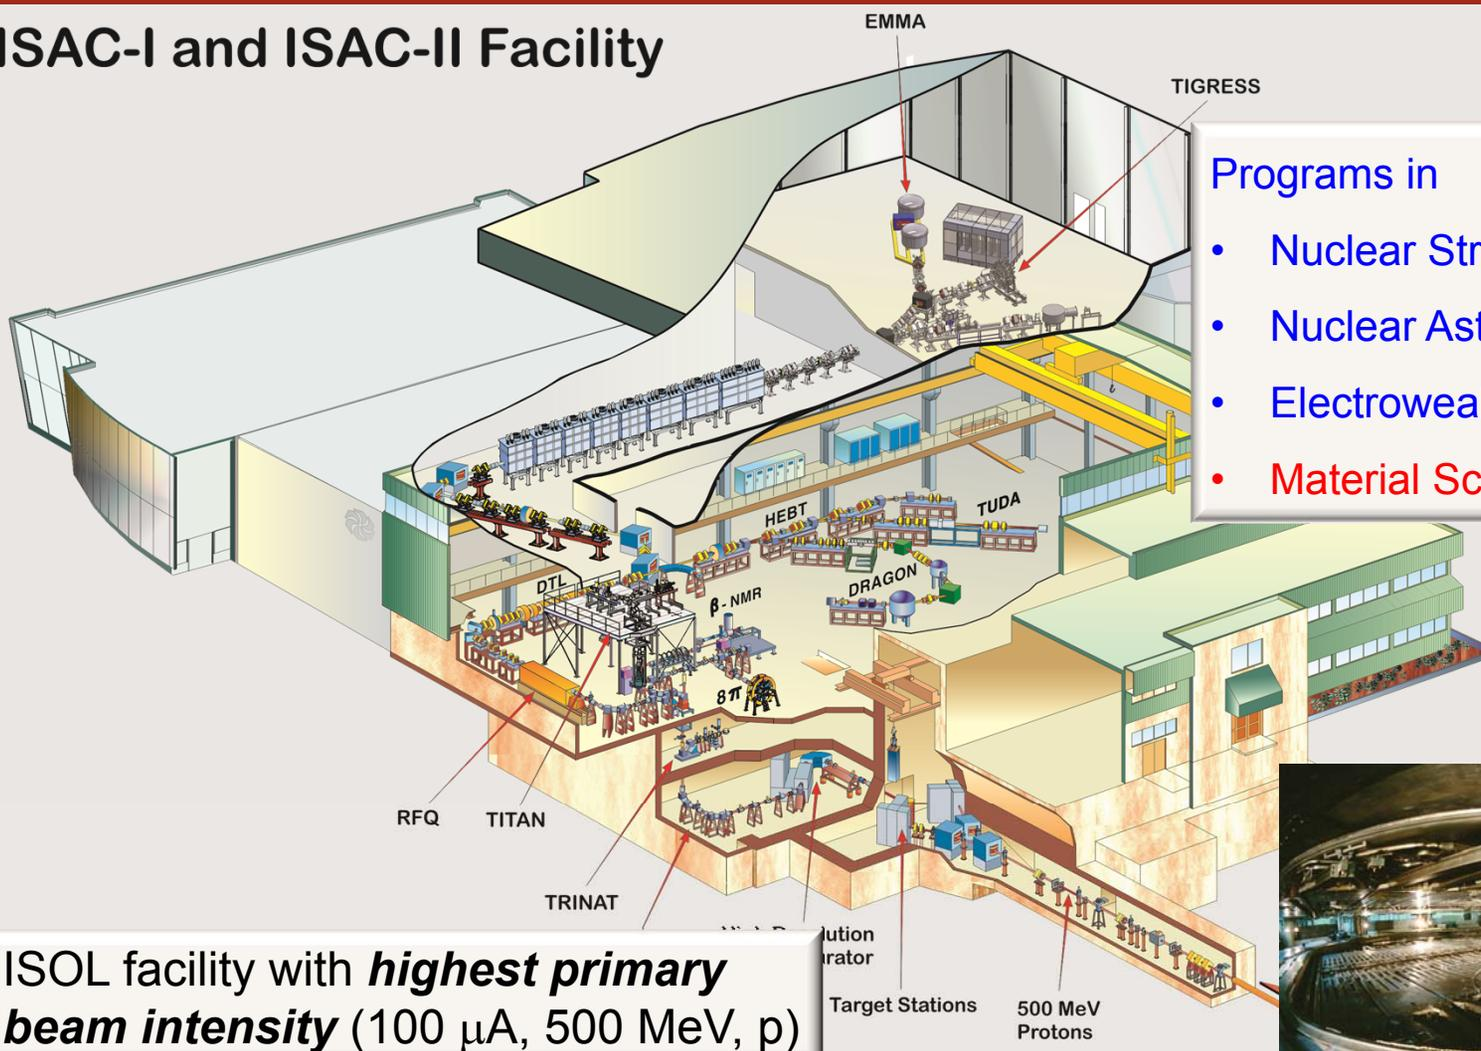 ISAC-I and ISAC-II Facility
EMMA
TIGRESS
Programs in
• Nuclear Str
• Nuclear Ast
• Electrowea
• Material Sc
HEBT
TUDA
DTL
β-NMR
DRAGON
8π
RFQ
TITAN
TRINAT
lution
rator
Target Stations
500 MeV
Protons
ISOL facility with highest primary
beam intensity (100 µA, 500 MeV, p)